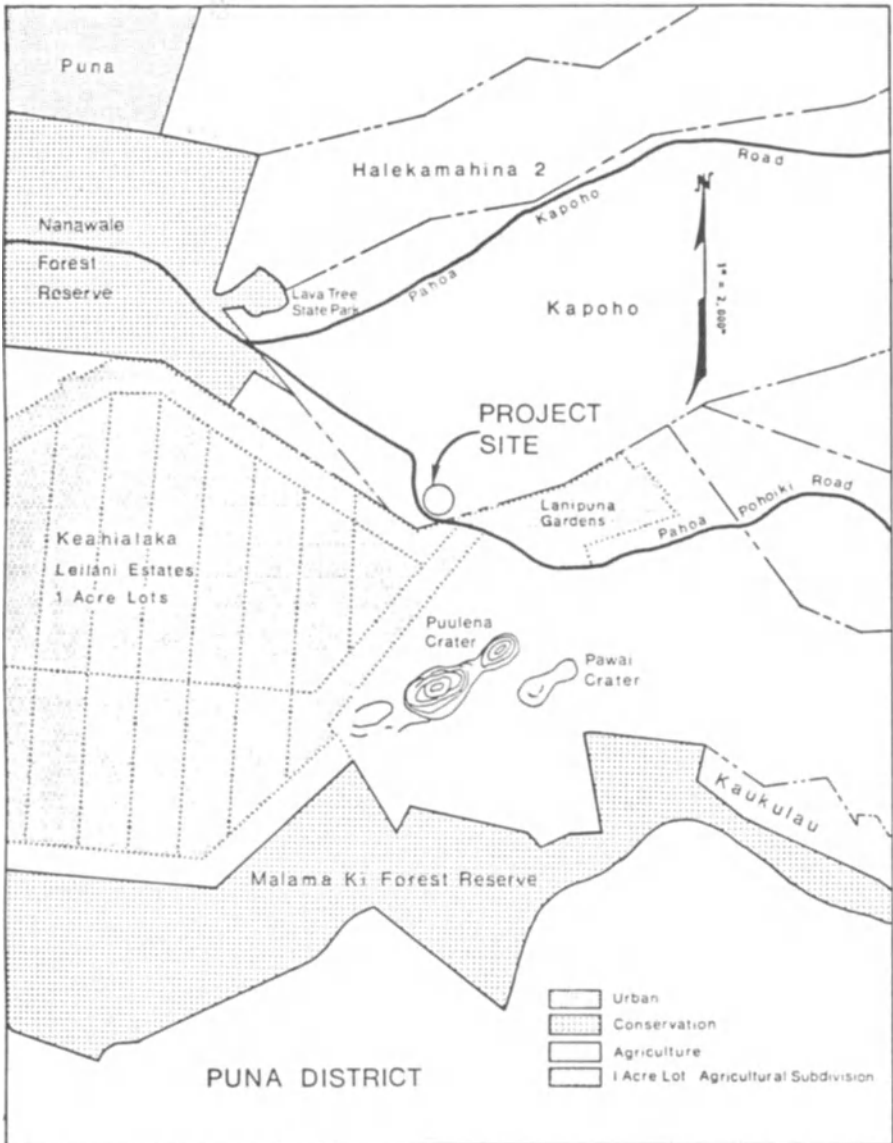 Puna
Halekamahina 2
Pahoa Kapoho Road
N
1" = 2,000"
Nanawale
Forest
Reserve
Lava Tree
State Park
Kapoho
PROJECT
SITE
Lanipuna
Gardens
Pahoa Pohoiki Road
Keahialaka
Leilani Estates
1 Acre Lots
Puulena
Crater
Pawai
Crater
Kaukulau
Malama Ki Forest Reserve
Urban
Conservation
Agriculture
1 Acre Lot Agricultural Subdivision
PUNA DISTRICT